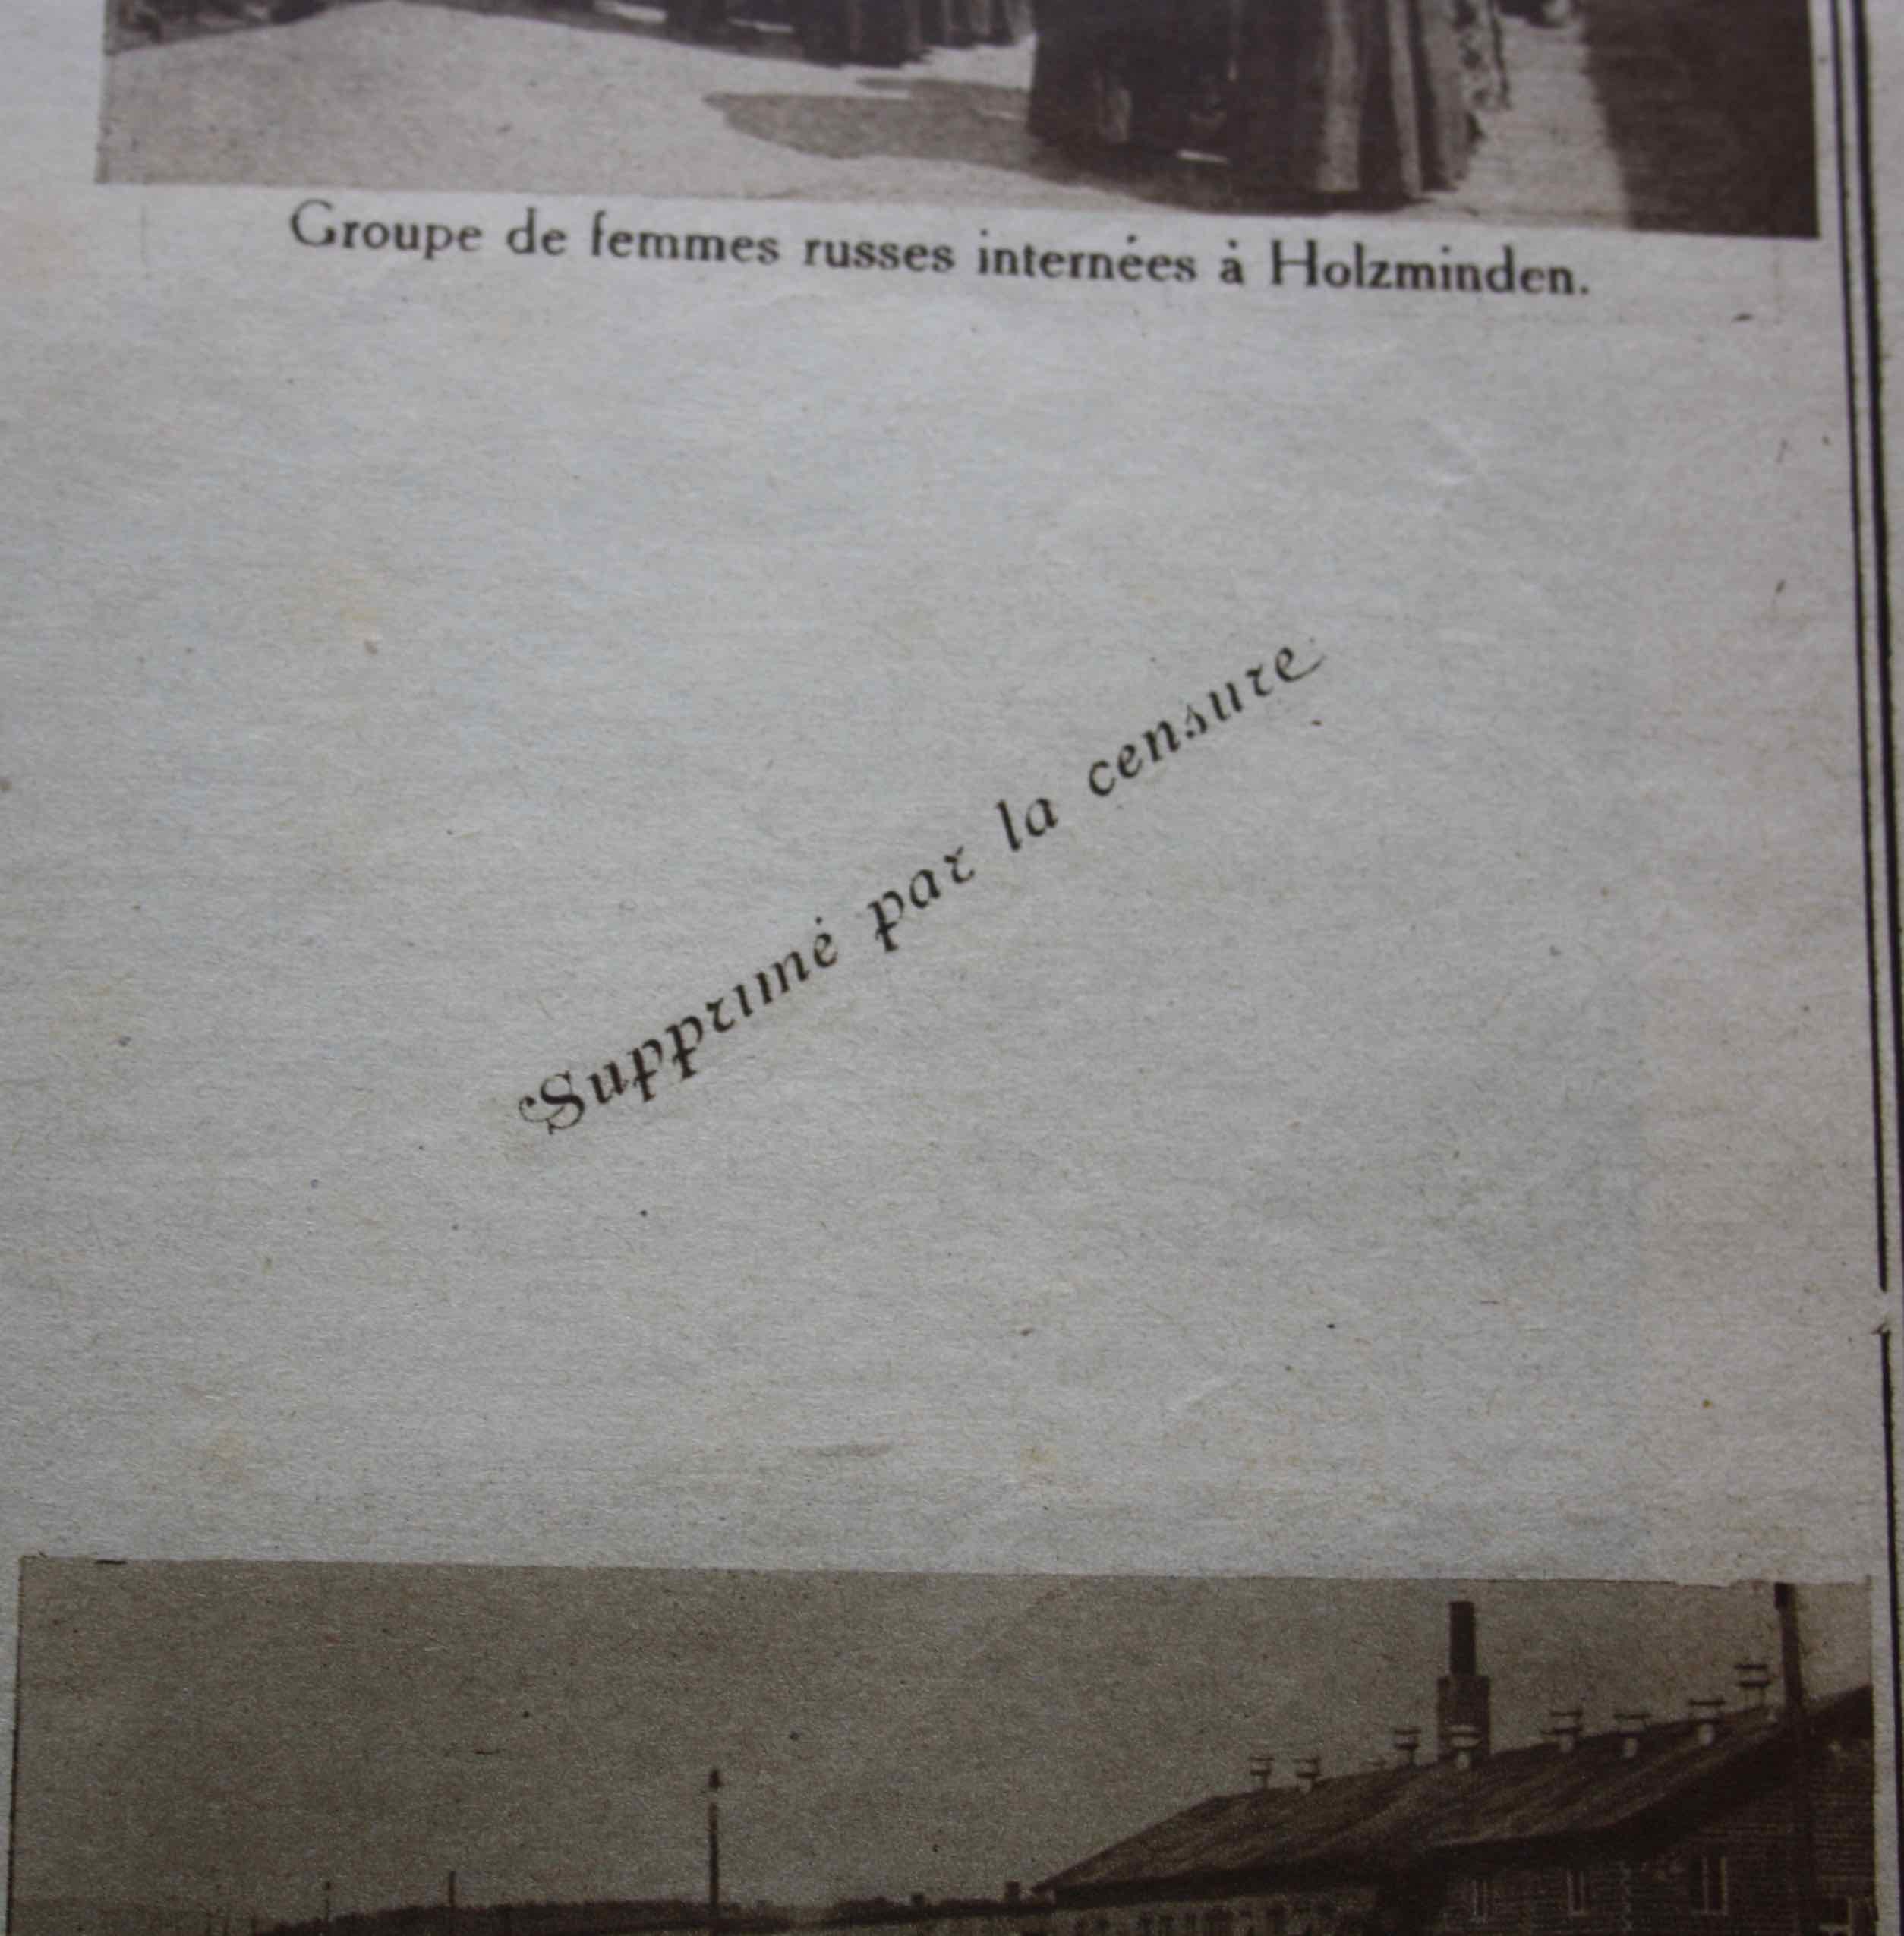 Groupe de femmes russes internées à Holzminden.
Supprimé par la censure